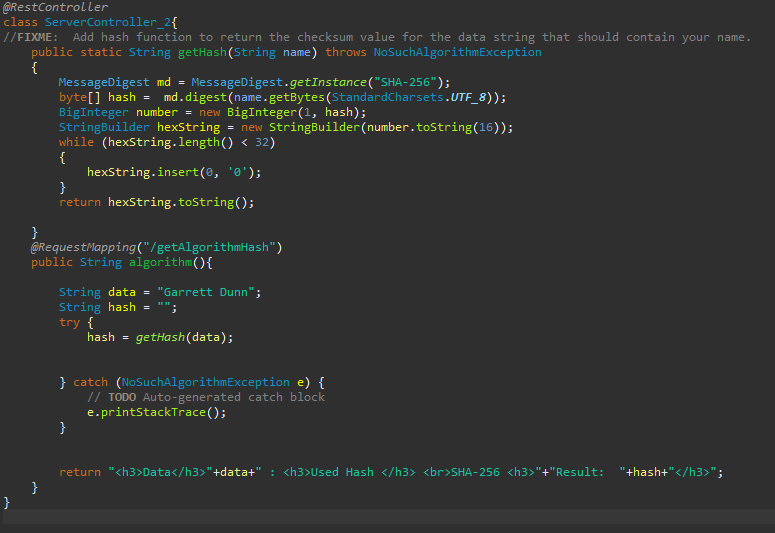 @RestController
class ServerController_2{
//FIXME:  Add hash function to return the checksum value for the data string that should contain your name.
    public static String getHash(String name) throws NoSuchAlgorithmException
    {
        MessageDigest md = MessageDigest.getInstance("SHA-256");
        byte[] hash =  md.digest(name.getBytes(StandardCharsets.UTF_8));
        BigInteger number = new BigInteger(1, hash);
        StringBuilder hexString = new StringBuilder(number.toString(16));
        while (hexString.length() < 32)
        {
            hexString.insert(0, '0');
        }
        return hexString.toString();
    }
    @RequestMapping("/getAlgorithmHash")
    public String algorithm(){
        String data = "Garrett Dunn";
        String hash = "";
        try {
            hash = getHash(data);
        } catch (NoSuchAlgorithmException e) {
            // TODO Auto-generated catch block
            e.printStackTrace();
        }
        return "<h3>Data</h3>"+data+" : <h3>Used Hash </h3> <br>SHA-256 <h3>"+"Result:  "+hash+"</h3>";
    }
}